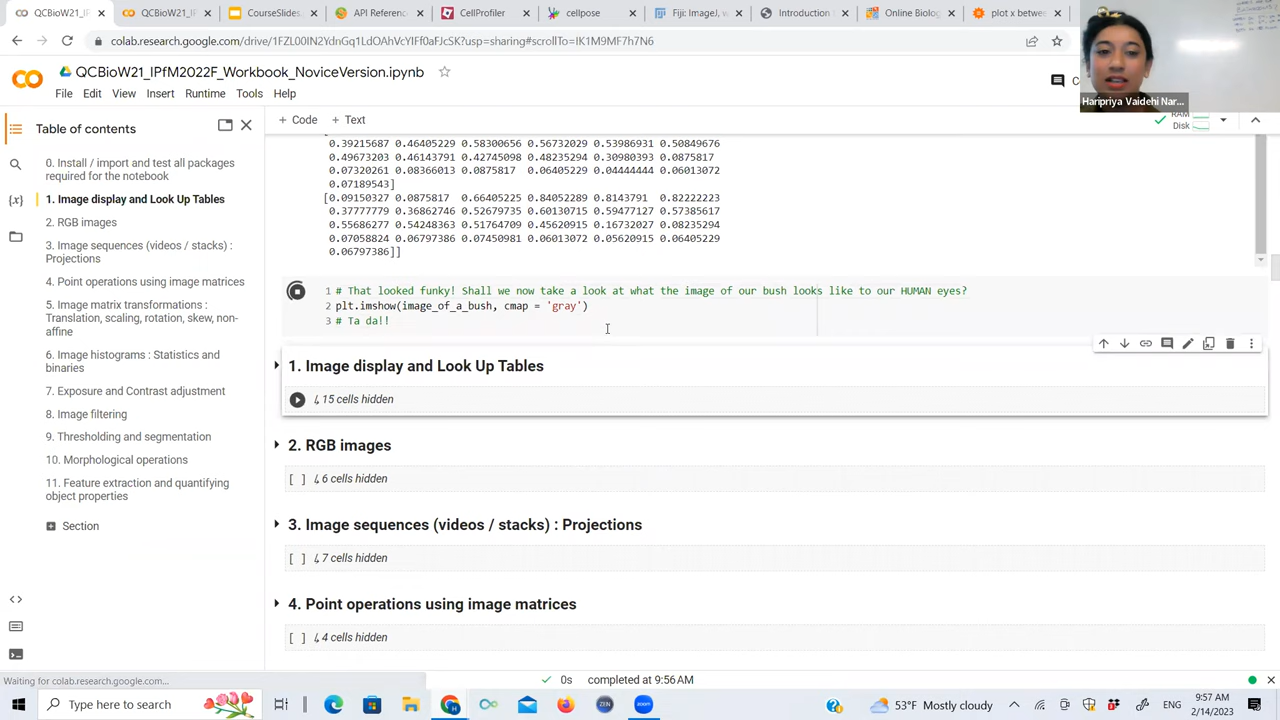 QCBioW21_I
QCBioW21_IPf
CourseSlides
API Referenc
CellProfiler
cellpose
Fiji: ImageJ, w
Introduction
Online Biolog
plot x betwee
colab.research.google.com/drive/1FZL00IN2YdnGq1LdOAhVcYlFf0aFJcSK?usp=sharing#scrollTo=IK1M9MF7h7N6
QCBioW21_IPfM2022F_Workbook_NoviceVersion.ipynb
File Edit View Insert Runtime Tools Help
Haripriya Vaidehi Nar...
Table of contents
+ Code + Text
RAM
Disk
0. Install / import and test all packages
required for the notebook
1. Image display and Look Up Tables
2. RGB images
3. Image sequences (videos / stacks) :
Projections
4. Point operations using image matrices
5. Image matrix transformations :
Translation, scaling, rotation, skew, non-
affine
6. Image histograms : Statistics and
binaries
7. Exposure and Contrast adjustment
8. Image filtering
9. Thresholding and segmentation
10. Morphological operations
11. Feature extraction and quantifying
object properties
Section
0.39215687 0.46405229 0.58300656 0.56732029 0.53986931 0.50849676
0.49673203 0.46143791 0.42745098 0.48235294 0.30980393 0.0875817
0.07320261 0.08366013 0.0875817 0.06405229 0.04444444 0.06013072
0.07189543]
[0.09150327 0.0875817 0.66405225 0.84052289 0.8143791 0.82222223
0.37777779 0.36862746 0.52679735 0.60130715 0.59477127 0.57385617
0.55686277 0.54248363 0.51764709 0.45620915 0.16732027 0.08235294
0.07058824 0.06797386 0.07450981 0.06013072 0.05620915 0.06405229
0.06797386]]
1 # That looked funky! Shall we now take a look at what the image of our bush looks like to our HUMAN eyes?
2 plt.imshow(image_of_a_bush, cmap = 'gray')
3 # Ta da!!
1. Image display and Look Up Tables
15 cells hidden
2. RGB images
[ ] 6 cells hidden
3. Image sequences (videos / stacks) : Projections
[ ] 7 cells hidden
4. Point operations using image matrices
[ ] 4 cells hidden
Waiting for colab.research.google.com...
0s completed at 9:56 AM
Type here to search
ZEN
zoom
53°F Mostly cloudy
ENG
9:57 AM
2/14/2023